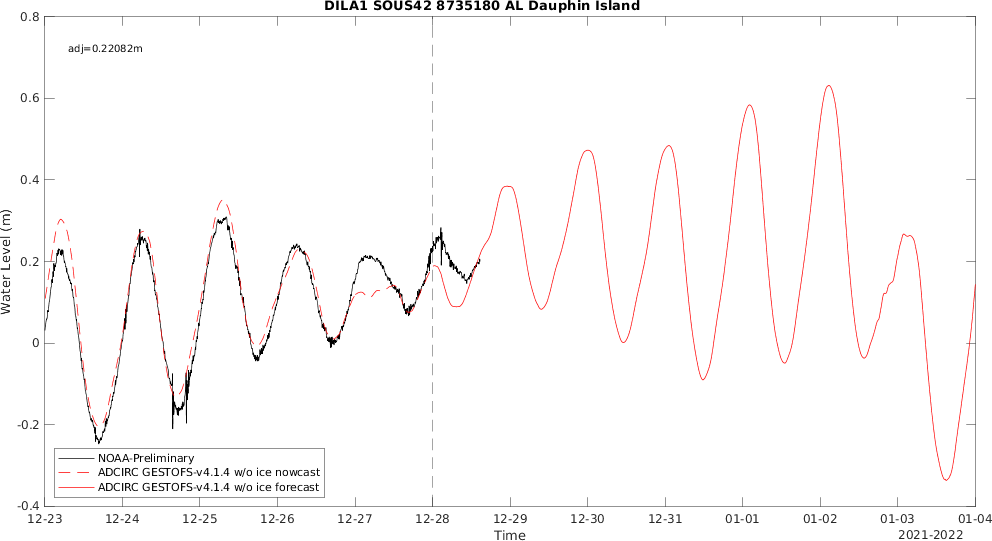 DILA1 SOUS42 8735180 AL Dauphin Island
adj=0.22082m
Water Level (m)
0.8
0.6
0.4
0.2
0
-0.2
-0.4
NOAA-Preliminary
ADCIRC GESTOFS-v4.1.4 w/o ice nowcast
ADCIRC GESTOFS-v4.1.4 w/o ice forecast
12-23 12-24 12-25 12-26 12-27 12-28 12-29 12-30 12-31 01-01 01-02 01-03 01-04
Time
2021-2022